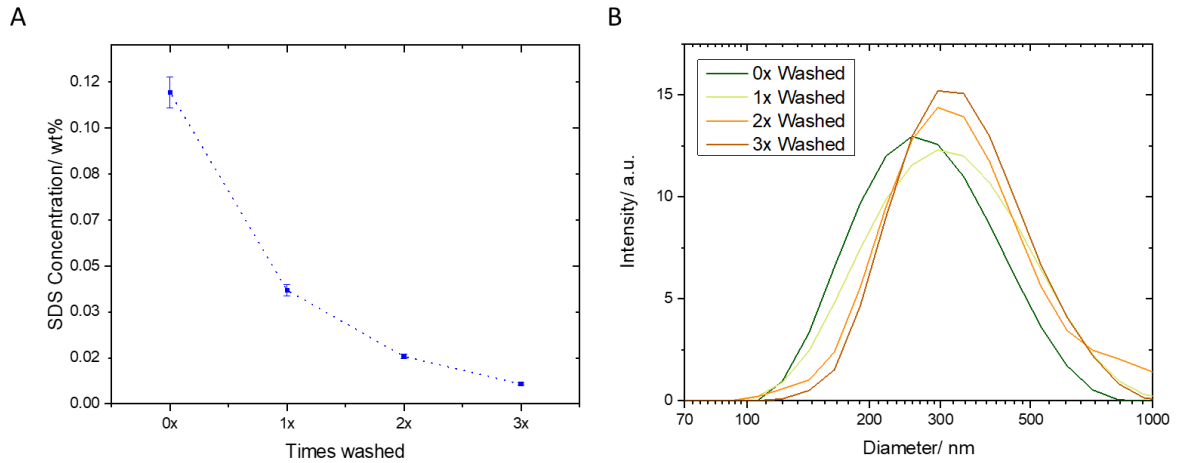 A
SDS Concentration/ wt%
0.12
0.10
0.08
0.07
0.05
0.03
0.02
0.00
0x
1x
2x
3x
Times washed
B
Intensity/ a.u.
15
10
5
0
0x Washed
1x Washed
2x Washed
3x Washed
70
100
200
300
500
1000
Diameter/ nm